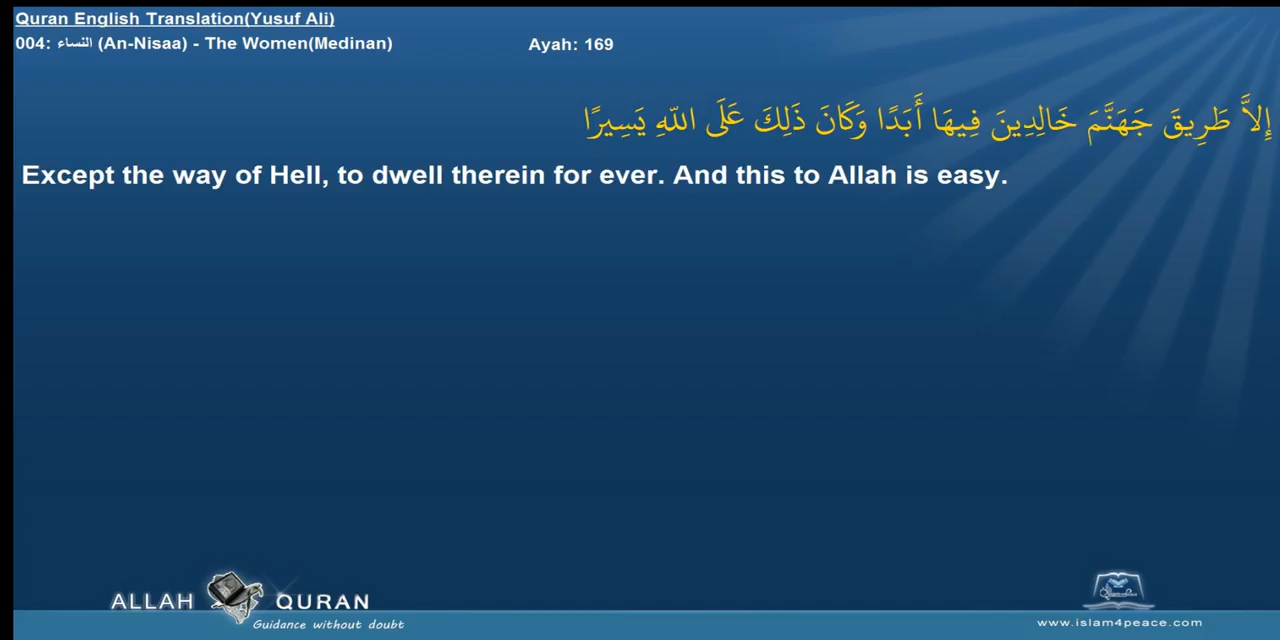 Quran English Translation(Yusuf Ali)
004: النساء (An-Nisaa) - The Women(Medinan)
Ayah: 169
إِلاَّ طَرِيقَ جَهَنَّمَ خَالِدِينَ فِيهَا أَبَدًا وَكَانَ ذَلِكَ عَلَى اللّهِ يَسِيرًا
Except the way of Hell, to dwell therein for ever. And this to Allah is easy.
ALLAH QURAN
Guidance without doubt
www.islam4peace.com